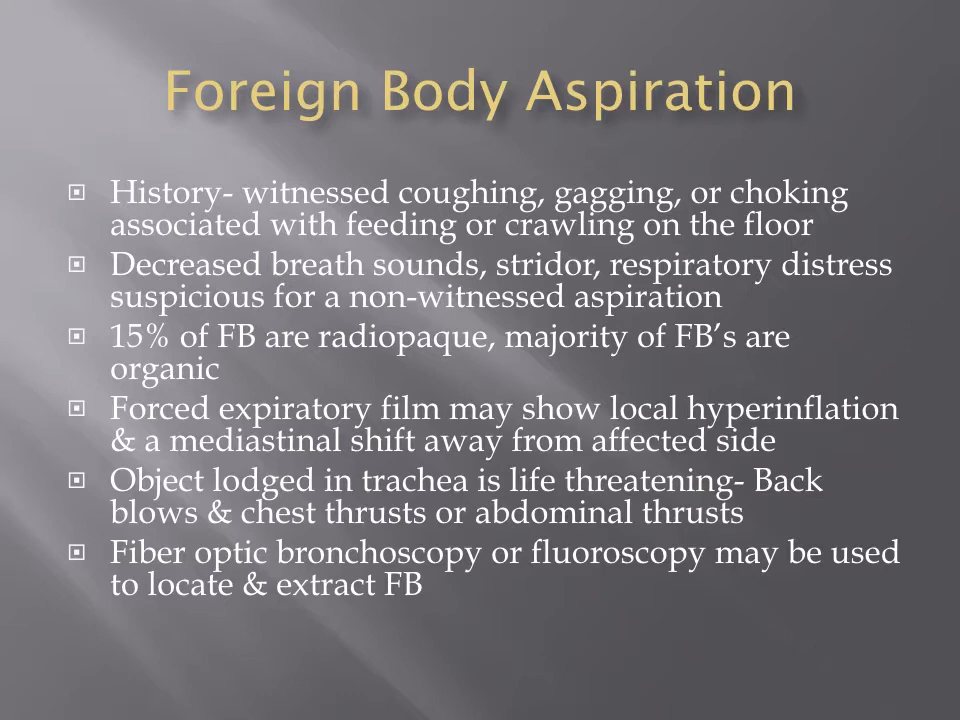 Foreign Body Aspiration
History- witnessed coughing, gagging, or choking
associated with feeding or crawling on the floor
Decreased breath sounds, stridor, respiratory distress
suspicious for a non-witnessed aspiration
15% of FB are radiopaque, majority of FB’s are
organic
Forced expiratory film may show local hyperinflation
& a mediastinal shift away from affected side
Object lodged in trachea is life threatening- Back
blows & chest thrusts or abdominal thrusts
Fiber optic bronchoscopy or fluoroscopy may be used
to locate & extract FB